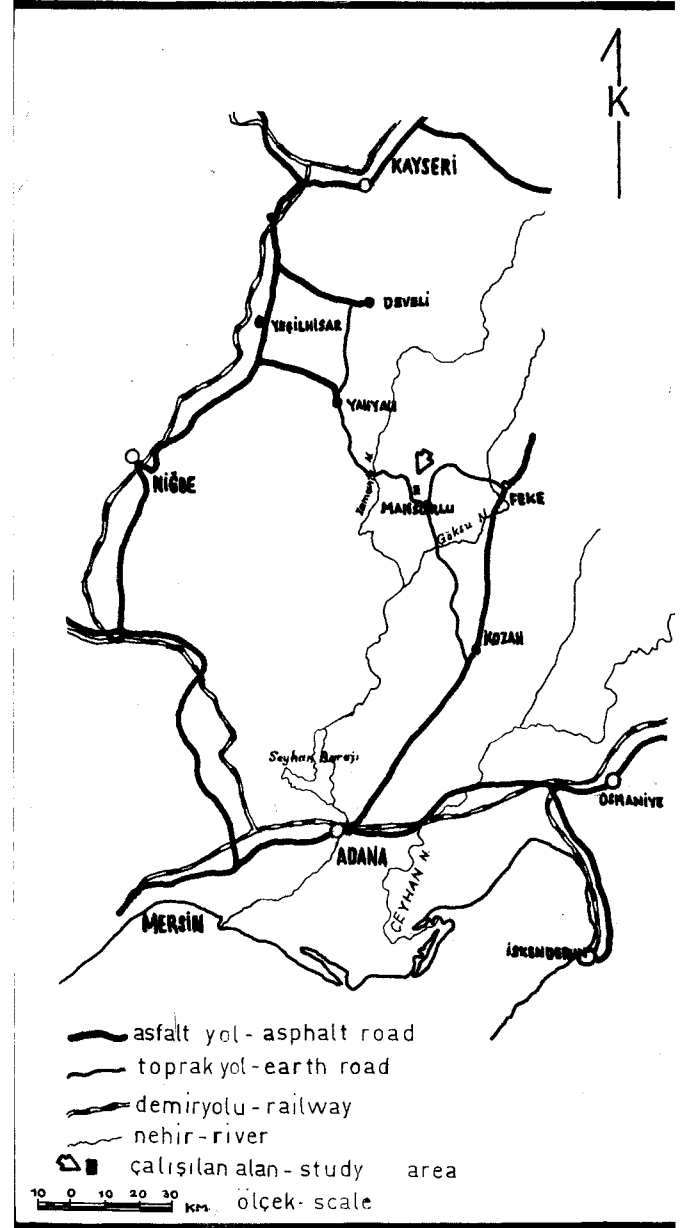 K
KAYSERİ
DEVELİ
YEŞİLHİSAR
YAHYALI
NİĞDE
Zamantı N.
MANSURLU
FEKE
Göksu N.
KOZAN
Seyhan Barajı
OSMANİYE
ADANA
CEYHAN N.
MERSİN
İSKENDERUN
asfalt yol - asphalt road
toprak yol - earth road
demiryolu - railway
nehir - river
çalışılan alan - study area
10 0 10 20 30 KM. ölçek - scale